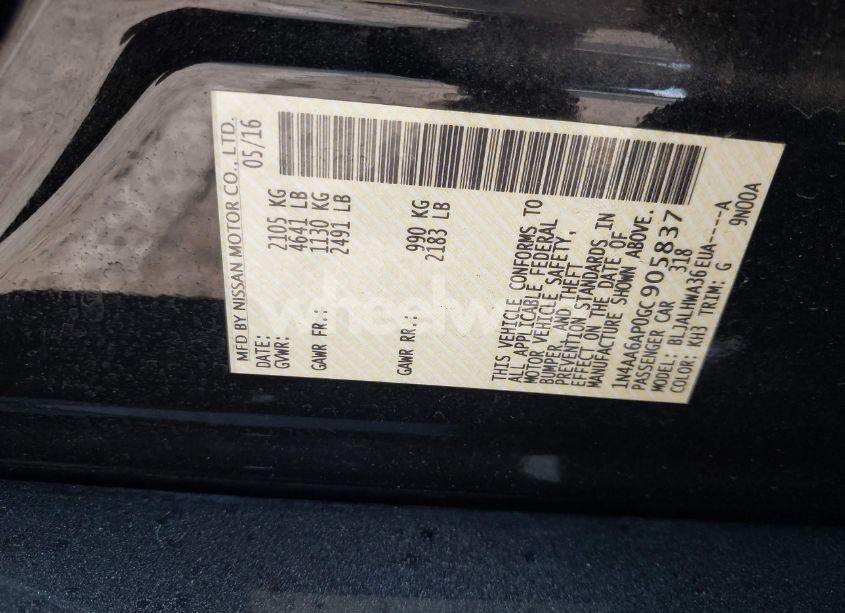 MFD BY NISSAN MOTOR CO., LTD.
DATE: 05/16
GVWR: 2105 KG
4641 LB
GAWR FR.: 1130 KG
2491 LB
GAWR RR.: 990 KG
2183 LB
THIS VEHICLE CONFORMS TO
ALL APPLICABLE FEDERAL
MOTOR VEHICLE SAFETY,
BUMPER, AND THEFT
PREVENTION STANDARDS IN
EFFECT ON THE DATE OF
MANUFACTURE SHOWN ABOVE.
1N4AA6AP0GC905837
PASSENGER CAR 318
MODEL: BLJALHWA36EUA----A
COLOR: KH3 TRIM: G 9N00A